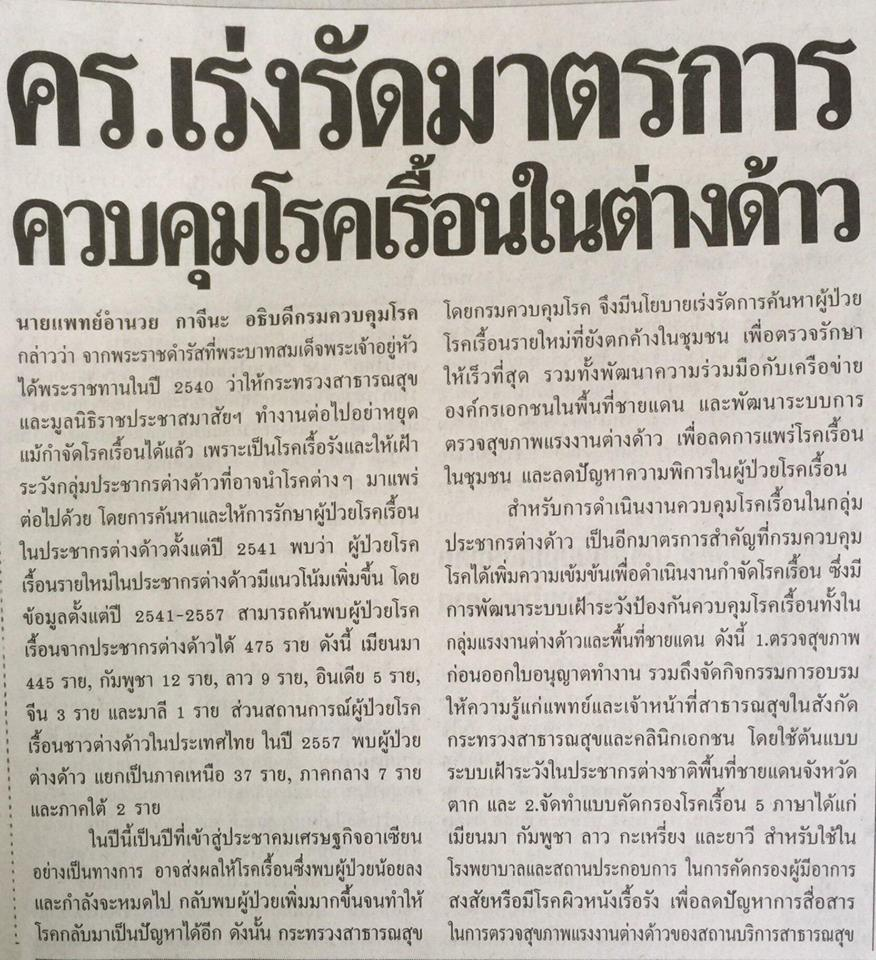 คร.เร่งรัดมาตรการ
ควบคุมโรคเรื้อนในต่างด้าว
นายแพทย์อำนวย กาจีนะ อธิบดีกรมควบคุมโรค
กล่าวว่า จากพระราชดำรัสที่พระบาทสมเด็จพระเจ้าอยู่หัว
ได้พระราชทานในปี 2540 ว่าให้กระทรวงสาธารณสุข
และมูลนิธิราชประชาสมาสัยฯ ทำงานต่อไปอย่าหยุด
แม้กำจัดโรคเรื้อนได้แล้ว เพราะเป็นโรคเรื้อรังและให้เฝ้า
ระวังกลุ่มประชากรต่างด้าวที่อาจนำโรคต่างๆ มาแพร่
ต่อไปด้วย โดยการค้นหาและให้การรักษาผู้ป่วยโรคเรื้อน
ในประชากรต่างด้าวตั้งแต่ปี 2541 พบว่า ผู้ป่วยโรค
เรื้อนรายใหม่ในประชากรต่างด้าวมีแนวโน้มเพิ่มขึ้น โดย
ข้อมูลตั้งแต่ปี 2541-2557 สามารถค้นพบผู้ป่วยโรค
เรื้อนจากประชากรต่างด้าวได้ 475 ราย ดังนี้ เมียนมา
445 ราย, กัมพูชา 12 ราย, ลาว 9 ราย, อินเดีย 5 ราย,
จีน 3 ราย และมาลี 1 ราย ส่วนสถานการณ์ผู้ป่วยโรค
เรื้อนชาวต่างด้าวในประเทศไทย ในปี 2557 พบผู้ป่วย
ต่างด้าว แยกเป็นภาคเหนือ 37 ราย, ภาคกลาง 7 ราย
และภาคใต้ 2 ราย
ในปีนี้เป็นปีที่เข้าสู่ประชาคมเศรษฐกิจอาเซียน
อย่างเป็นทางการ อาจส่งผลให้โรคเรื้อนซึ่งพบผู้ป่วยน้อยลง
และกำลังจะหมดไป กลับพบผู้ป่วยเพิ่มมากขึ้นจนทำให้
โรคกลับมาเป็นปัญหาได้อีก ดังนั้น กระทรวงสาธารณสุข
โดยกรมควบคุมโรค จึงมีนโยบายเร่งรัดการค้นหาผู้ป่วย
โรคเรื้อนรายใหม่ที่ยังตกค้างในชุมชน เพื่อตรวจรักษา
ให้เร็วที่สุด รวมทั้งพัฒนาความร่วมมือกับเครือข่าย
องค์กรเอกชนในพื้นที่ชายแดน และพัฒนาระบบการ
ตรวจสุขภาพแรงงานต่างด้าว เพื่อลดการแพร่โรคเรื้อน
ในชุมชน และลดปัญหาความพิการในผู้ป่วยโรคเรื้อน
สำหรับการดำเนินงานควบคุมโรคเรื้อนในกลุ่ม
ประชากรต่างด้าว เป็นอีกมาตรการสำคัญที่กรมควบคุม
โรคได้เพิ่มความเข้มข้นเพื่อดำเนินงานกำจัดโรคเรื้อน ซึ่งมี
การพัฒนาระบบเฝ้าระวังป้องกันควบคุมโรคเรื้อนทั้งใน
กลุ่มแรงงานต่างด้าวและพื้นที่ชายแดน ดังนี้ 1.ตรวจสุขภาพ
ก่อนออกใบอนุญาตทำงาน รวมถึงจัดกิจกรรมการอบรม
ให้ความรู้แก่แพทย์และเจ้าหน้าที่สาธารณสุขในสังกัด
กระทรวงสาธารณสุขและคลินิกเอกชน โดยใช้ต้นแบบ
ระบบเฝ้าระวังในประชากรต่างชาติพื้นที่ชายแดนจังหวัด
ตาก และ 2.จัดทำแบบคัดกรองโรคเรื้อน 5 ภาษาได้แก่
เมียนมา กัมพูชา ลาว กะเหรี่ยง และยาวี สำหรับใช้ใน
โรงพยาบาลและสถานประกอบการ ในการคัดกรองผู้มีอาการ
สงสัยหรือมีโรคผิวหนังเรื้อรัง เพื่อลดปัญหาการสื่อสาร
ในการตรวจสุขภาพแรงงานต่างด้าวของสถานบริการสาธารณสุข